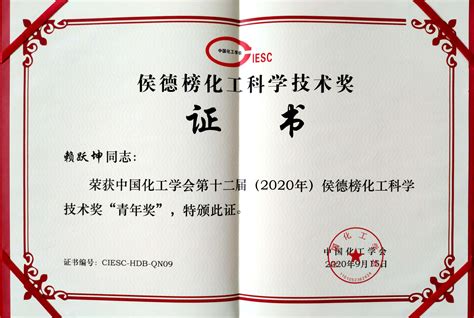 中国化工学会
CIESC
侯德榜化工科学技术奖
证书
赖跃坤同志：
荣获中国化工学会第十二届（2020年）侯德榜化工科学
技术奖“青年奖”，特颁此证。
中国化工学会
证书编号：CIESC-HDB-QN09
2020年9月15日